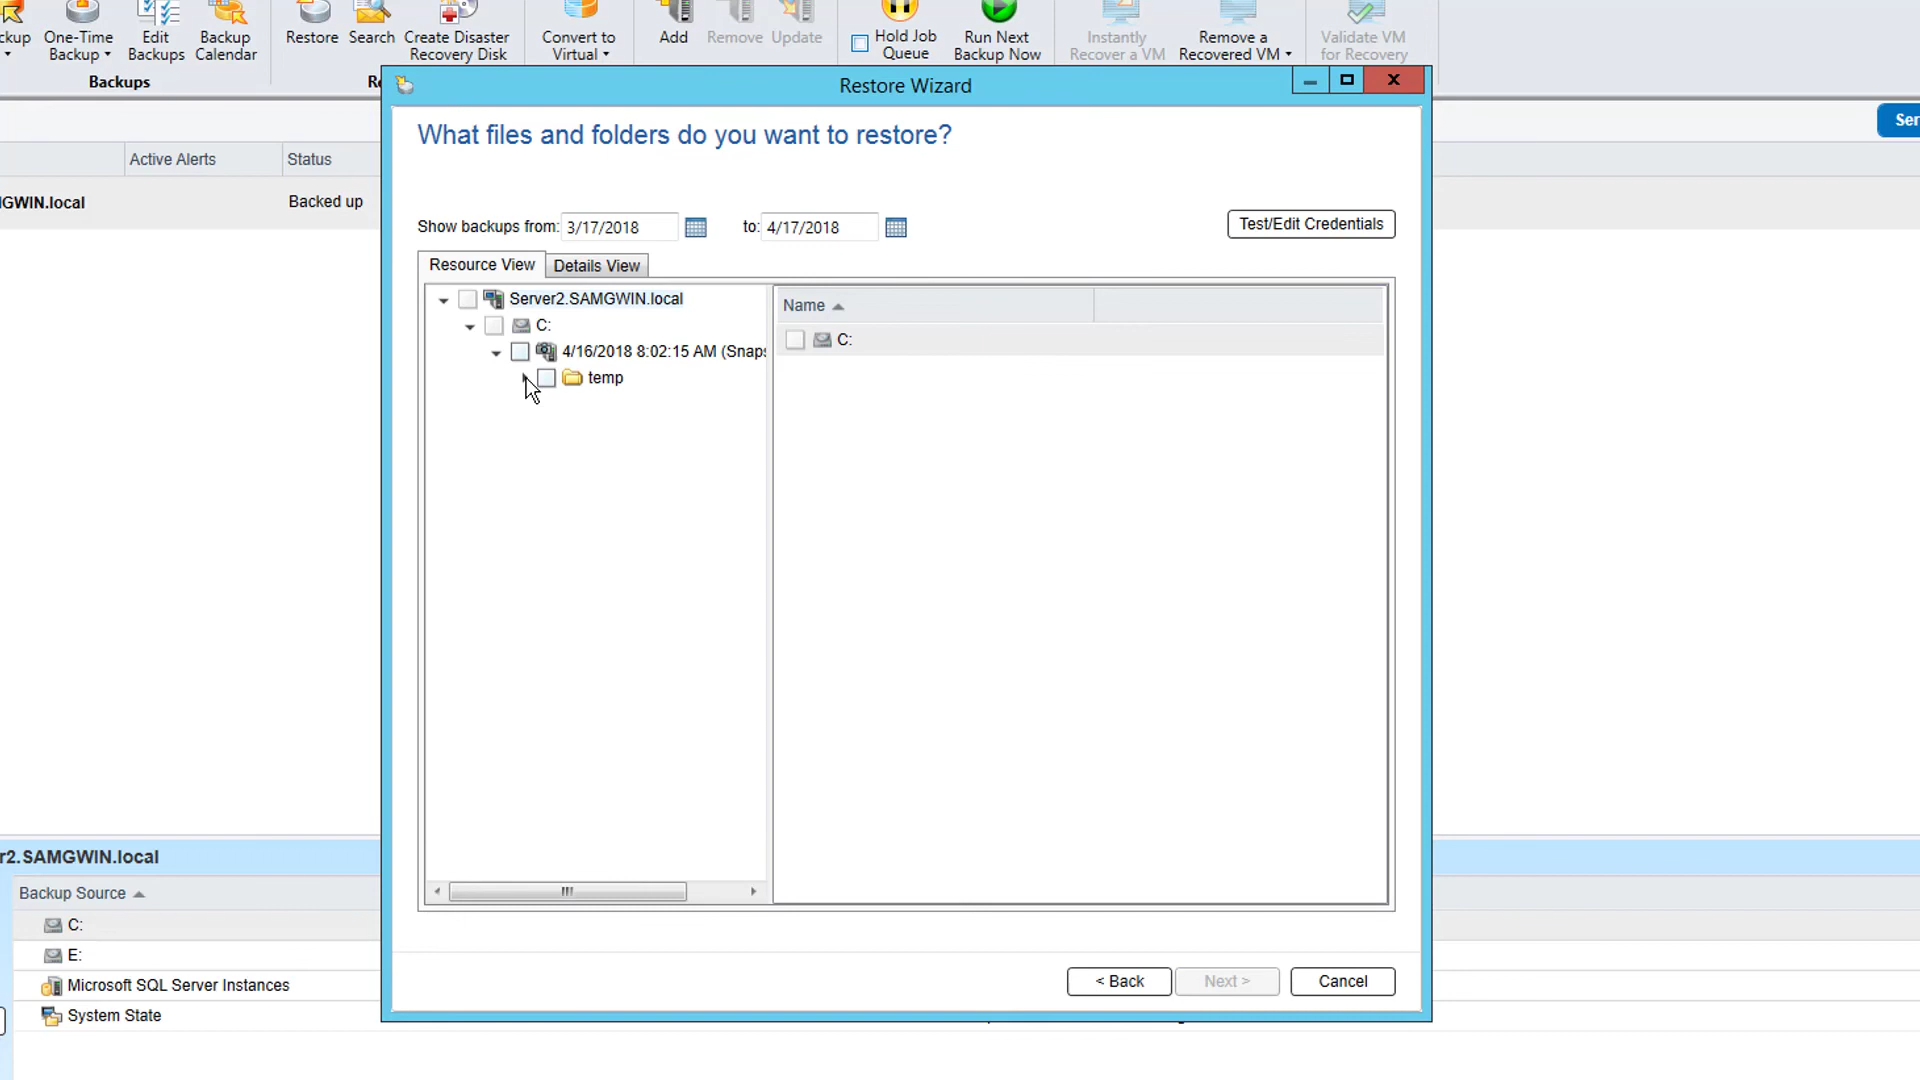 One-Time
Backup
Edit
Backups
Backup
Calendar
Restore
Search
Create Disaster
Recovery Disk
Convert to
Virtual
Add
Remove
Update
Hold Job
Queue
Run Next
Backup Now
Instantly
Recover a VM
Remove a
Recovered VM
Validate VM
for Recovery
Backups
Restore Wizard
What files and folders do you want to restore?
Active Alerts
Status
GWIN.local
Backed up
Show backups from: 3/17/2018 to: 4/17/2018
Test/Edit Credentials
Resource View
Details View
Server2.SAMGWIN.local
C:
4/16/2018 8:02:15 AM (Snaps
temp
Name
C:
r2.SAMGWIN.local
Backup Source
C:
E:
Microsoft SQL Server Instances
System State
< Back
Next >
Cancel